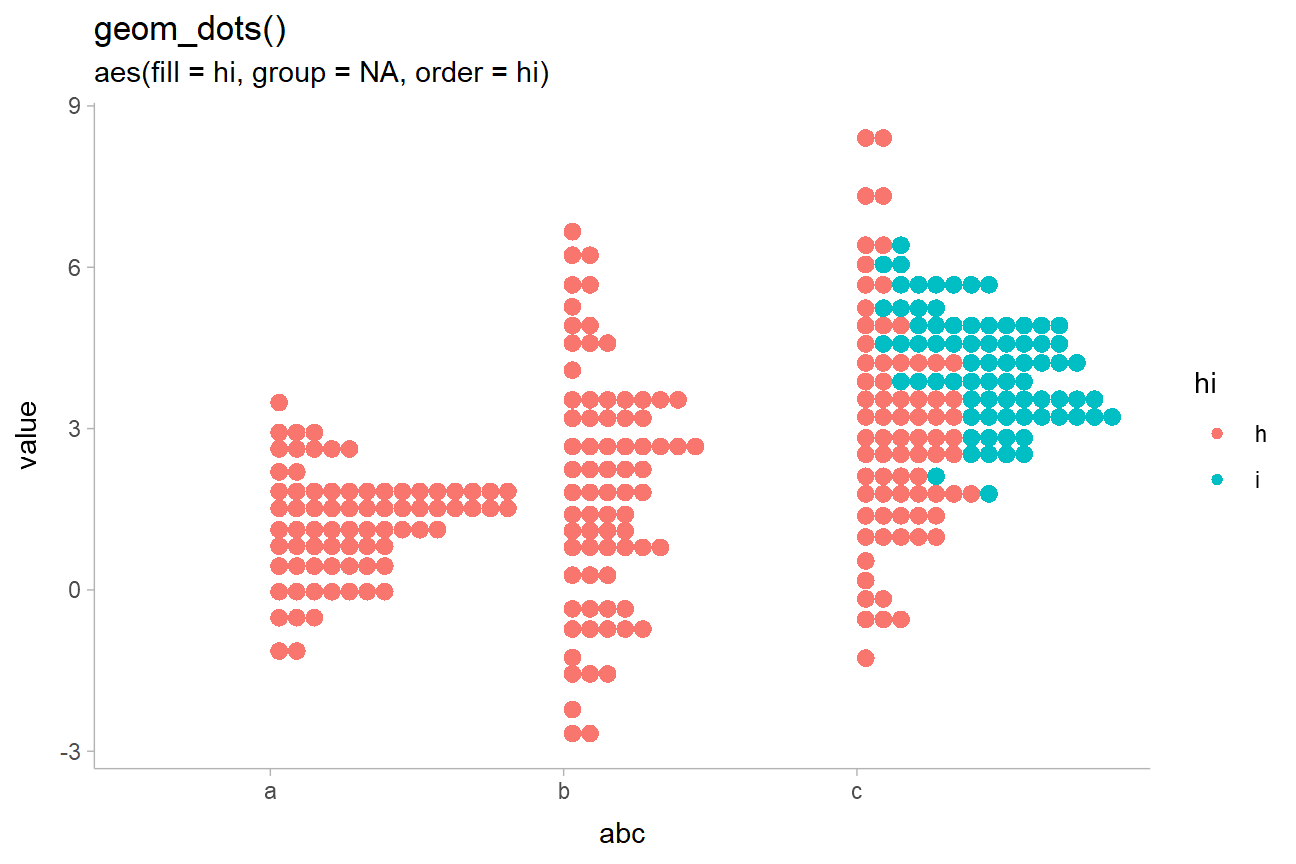 geom_dots()
aes(fill = hi, group = NA, order = hi)
9
6
3
0
-3
value
a b c
abc
hi
h
i